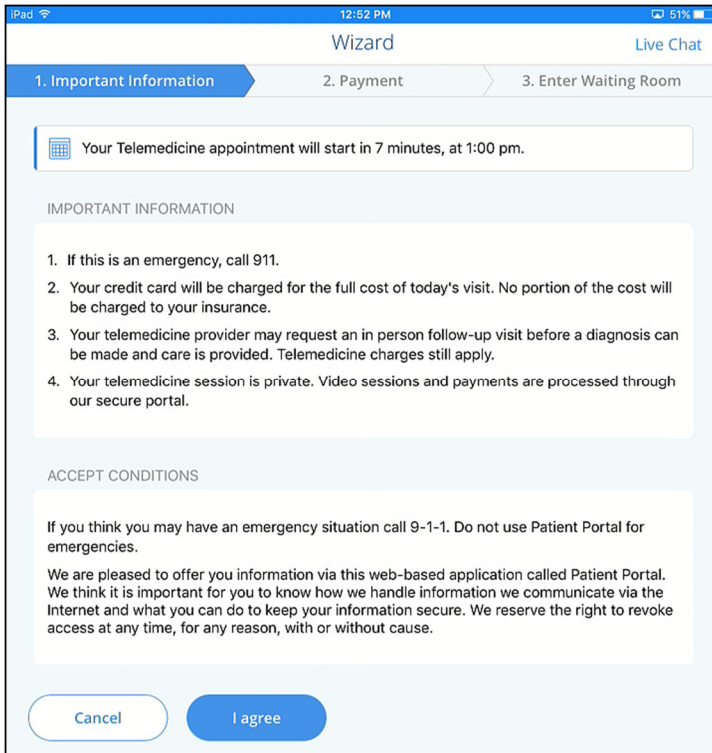 iPad 12:52 PM 51%
Wizard
Live Chat
1. Important Information 2. Payment 3. Enter Waiting Room
Your Telemedicine appointment will start in 7 minutes, at 1:00 pm.
IMPORTANT INFORMATION
1. If this is an emergency, call 911.
2. Your credit card will be charged for the full cost of today's visit. No portion of the cost will
be charged to your insurance.
3. Your telemedicine provider may request an in person follow-up visit before a diagnosis can
be made and care is provided. Telemedicine charges still apply.
4. Your telemedicine session is private. Video sessions and payments are processed through
our secure portal.
ACCEPT CONDITIONS
If you think you may have an emergency situation call 9-1-1. Do not use Patient Portal for
emergencies.
We are pleased to offer you information via this web-based application called Patient Portal.
We think it is important for you to know how we handle information we communicate via the
Internet and what you can do to keep your information secure. We reserve the right to revoke
access at any time, for any reason, with or without cause.
Cancel I agree